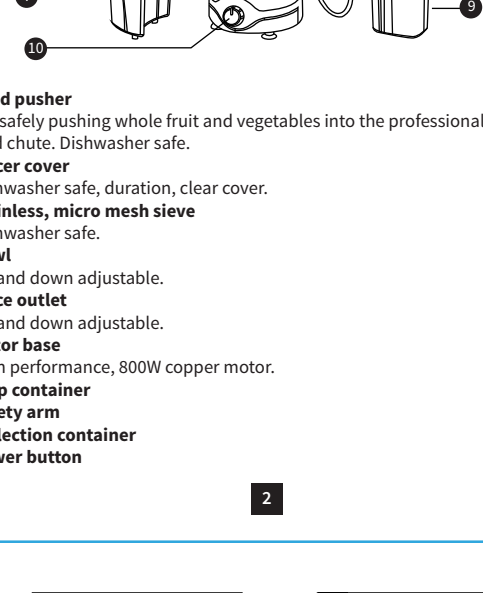 9
10
d pusher
safely pushing whole fruit and vegetables into the professional
chute. Dishwasher safe.
cer cover
hwasher safe, duration, clear cover.
inless, micro mesh sieve
hwasher safe.
wl
and down adjustable.
ce outlet
and down adjustable.
tor base
h performance, 800W copper motor.
p container
ety arm
lection container
wer button
2